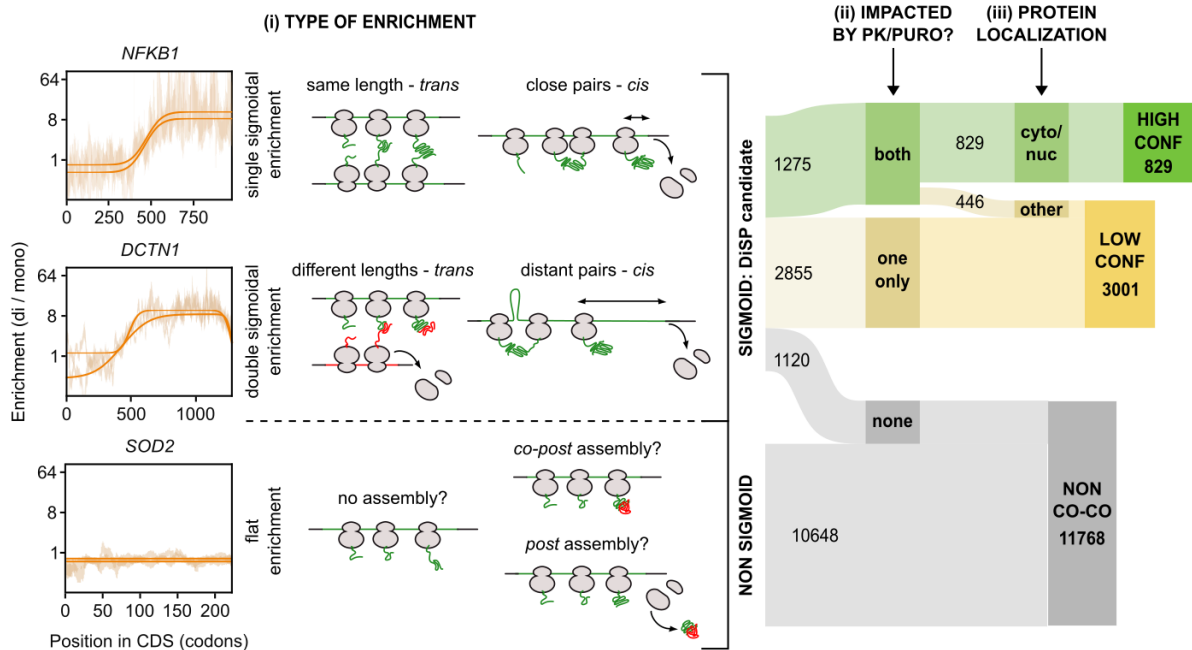 (i) TYPE OF ENRICHMENT
(ii) IMPACTED
BY PK/PURO?
(iii) PROTEIN
LOCALIZATION
NFKB1
64
8
1
0 250 500 750
single sigmoidal
enrichment
same length - trans
close pairs - cis
DCTN1
64
8
1
0 500 1000
Enrichment (di / mono)
double sigmoidal
enrichment
different lengths - trans
distant pairs - cis
SOD2
64
8
1
0 50 100 150 200
Position in CDS (codons)
flat
enrichment
no assembly?
co-post assembly?
post assembly?
SIGMOID: DiSP candidate
NON SIGMOID
1275
both
829
cyto/
nuc
HIGH
CONF
829
446
other
2855
one
only
LOW
CONF
3001
1120
none
10648
NON
CO-CO
11768